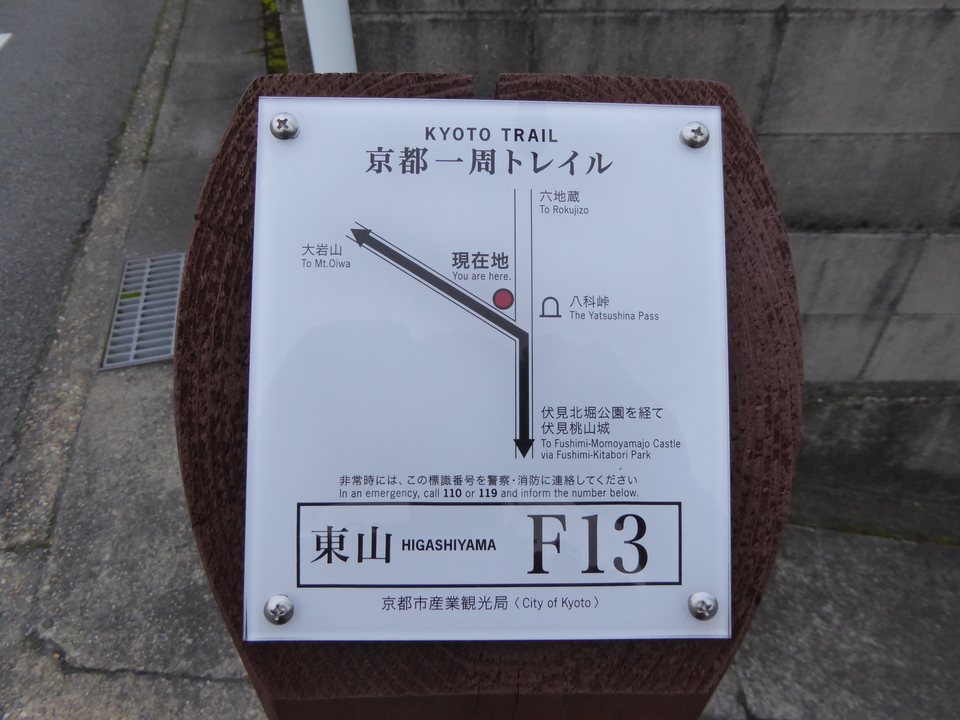 KYOTO TRAIL
京都一周トレイル
六地蔵
To Rokujizo
大岩山
To Mt.Oiwa
現在地
You are here.
八科峠
The Yatsushina Pass
伏見北堀公園を経て
伏見桃山城
To Fushimi-Momoyamajo Castle
via Fushimi-Kitabori Park
非常時には、この標識番号を警察・消防に連絡してください
In an emergency, call 110 or 119 and inform the number below.
東山 HIGASHIYAMA F13
京都市産業観光局〈City of Kyoto〉